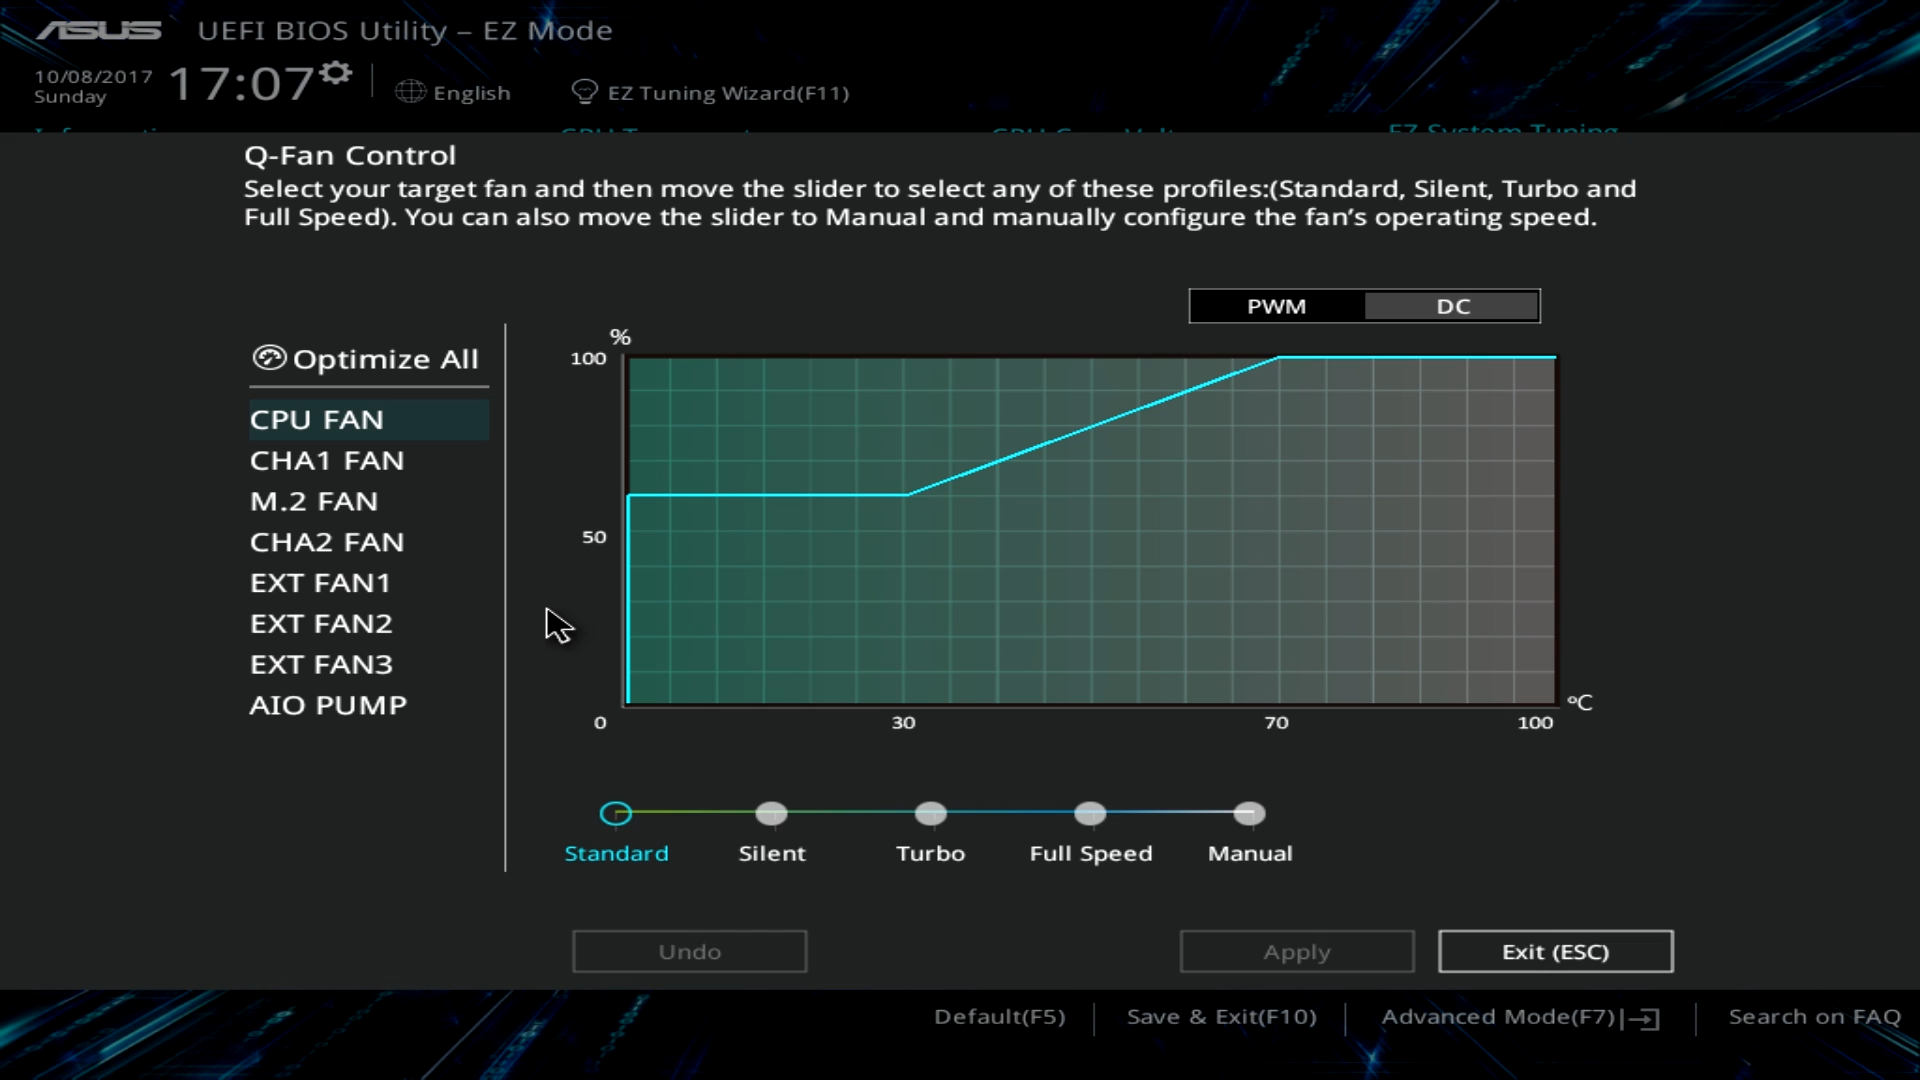 ASUS UEFI BIOS Utility – EZ Mode
10/08/2017 17:07
Sunday
English
EZ Tuning Wizard(F11)
EZ System Tuning
Q-Fan Control
Select your target fan and then move the slider to select any of these profiles:(Standard, Silent, Turbo and
Full Speed). You can also move the slider to Manual and manually configure the fan's operating speed.
PWM DC
Optimize All
CPU FAN
CHA1 FAN
M.2 FAN
CHA2 FAN
EXT FAN1
EXT FAN2
EXT FAN3
AIO PUMP
%
100
50
0 30 70 100 °C
Standard Silent Turbo Full Speed Manual
Undo Apply Exit (ESC)
Default(F5) Save & Exit(F10) Advanced Mode(F7) Search on FAQ